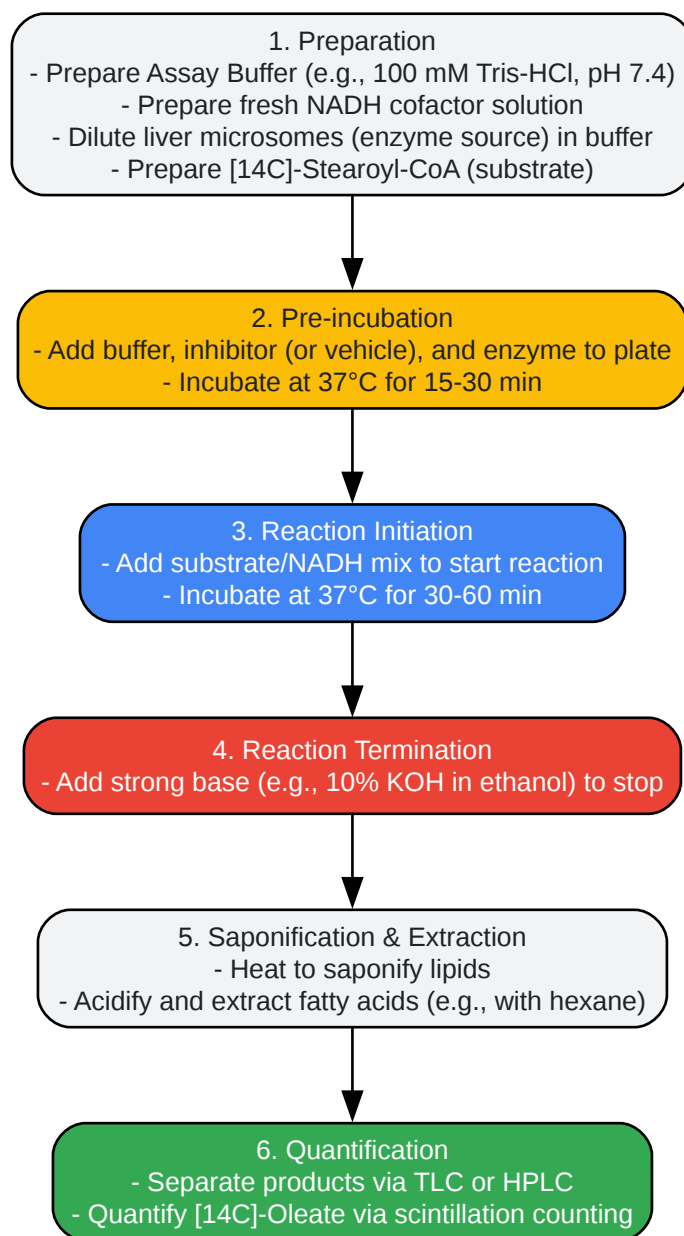 1. Preparation
- Prepare Assay Buffer (e.g., 100 mM Tris-HCl, pH 7.4)
- Prepare fresh NADH cofactor solution
- Dilute liver microsomes (enzyme source) in buffer
- Prepare [14C]-Stearoyl-CoA (substrate)
2. Pre-incubation
- Add buffer, inhibitor (or vehicle), and enzyme to plate
- Incubate at 37°C for 15-30 min
3. Reaction Initiation
- Add substrate/NADH mix to start reaction
- Incubate at 37°C for 30-60 min
4. Reaction Termination
- Add strong base (e.g., 10% KOH in ethanol) to stop
5. Saponification & Extraction
- Heat to saponify lipids
- Acidify and extract fatty acids (e.g., with hexane)
6. Quantification
- Separate products via TLC or HPLC
- Quantify [14C]-Oleate via scintillation counting